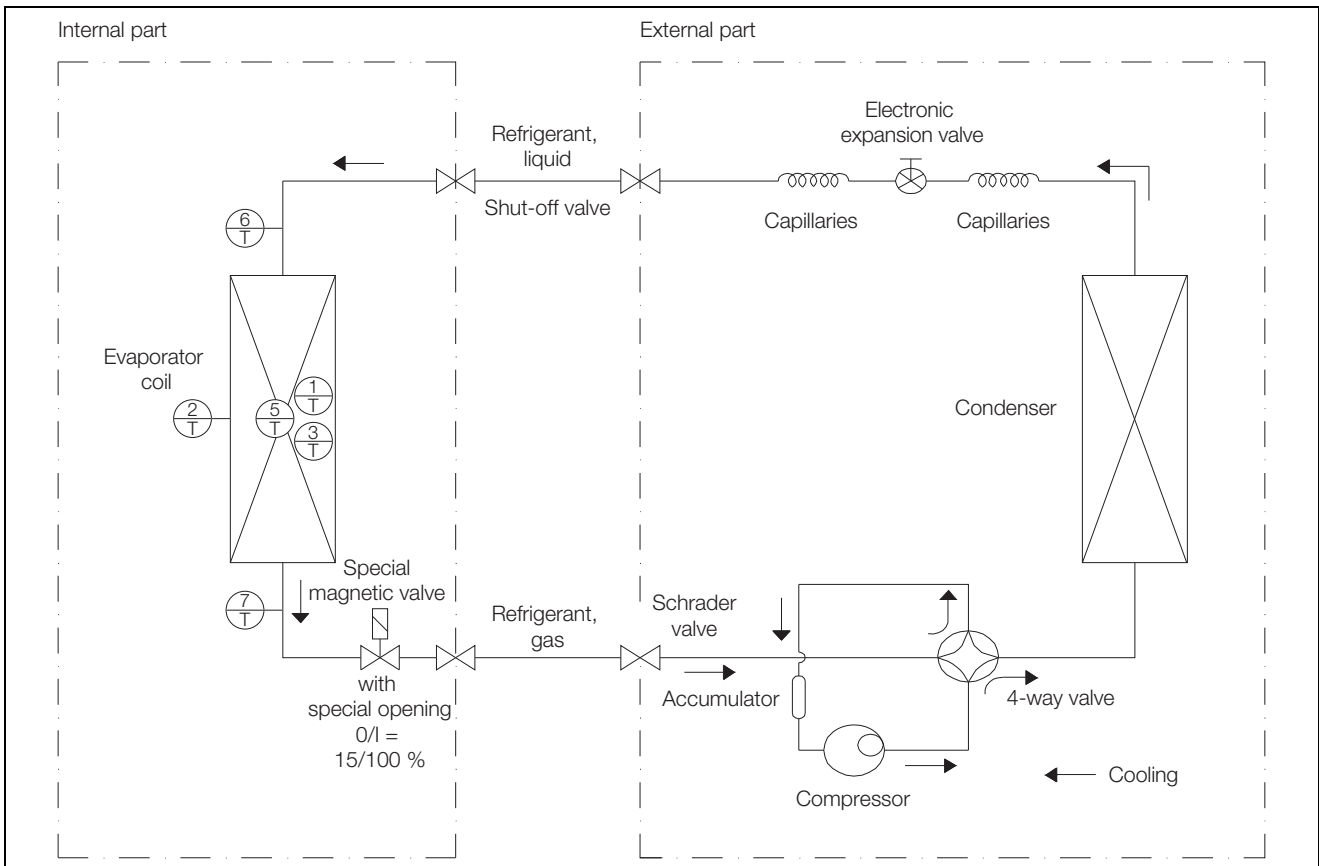 Internal part
External part
Electronic
expansion valve
Refrigerant,
liquid
Shut-off valve
Capillaries
Capillaries
6
T
Evaporator
coil
1
T
2
T
5
T
3
T
Condenser
Special
magnetic valve
7
T
Refrigerant,
gas
Schrader
valve
with
special opening
0/I =
15/100 %
Accumulator
4-way valve
Cooling
Compressor